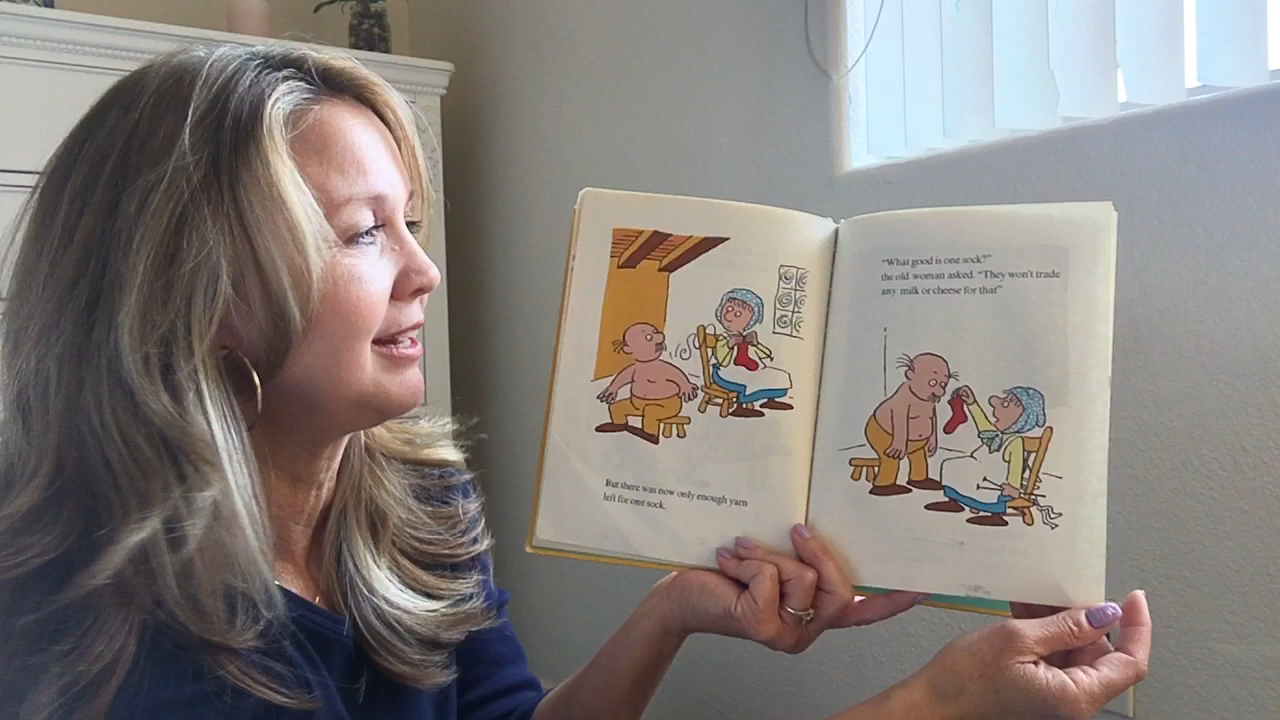 But there was now only enough yarn
left for one sock.
"What good is one sock?"
the old woman asked. "They won't trade
any milk or cheese for that"